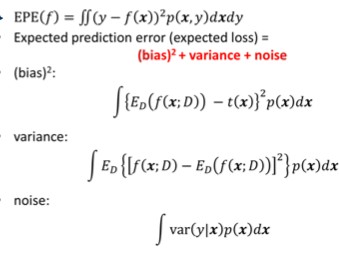 EPE(f) = ∬(y − f(x))²p(x, y)dxdy
Expected prediction error (expected loss) =
(bias)² + variance + noise
(bias)²:
∫{E_D(f(x; D)) − t(x)}²p(x)dx
variance:
∫ E_D{[f(x; D) − E_D(f(x; D))]²}p(x)dx
noise:
∫ var(y|x)p(x)dx